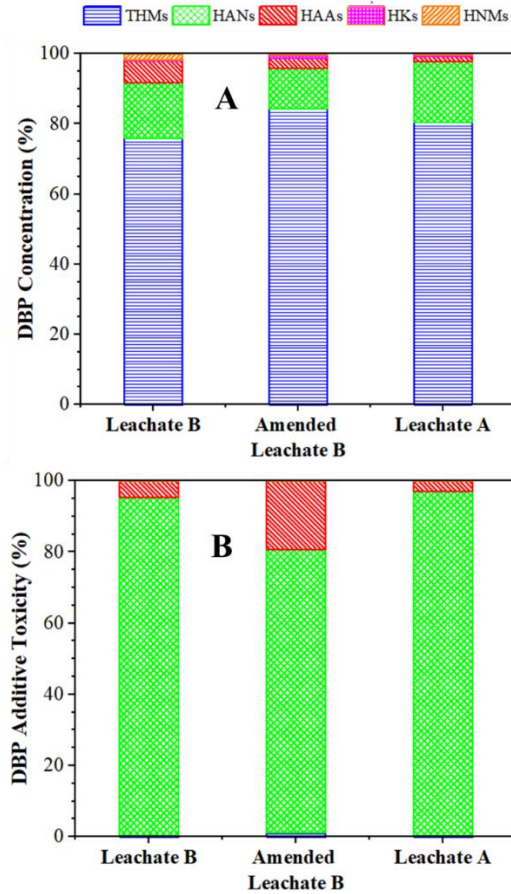 THMs HANs HAAs HKs HNMs
100
80
60
40
20
0
DBP Concentration (%)
A
Leachate B Amended Leachate B Leachate A
100
80
60
40
20
0
DBP Additive Toxicity (%)
B
Leachate B Amended Leachate B Leachate A